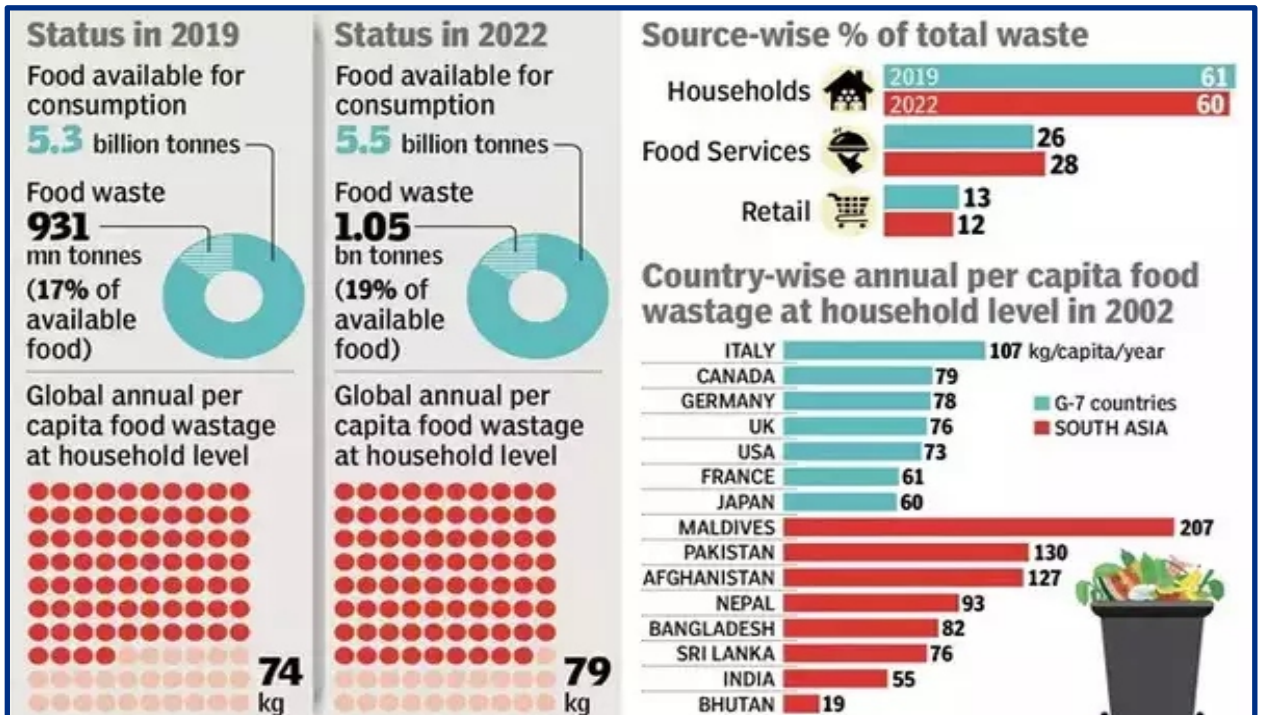 Status in 2019
Food available for
consumption
5.3 billion tonnes
Food waste
931
mn tonnes
(17% of
available
food)
Global annual per
capita food wastage
at household level
74
kg
Status in 2022
Food available for
consumption
5.5 billion tonnes
Food waste
1.05
bn tonnes
(19% of
available
food)
Global annual per
capita food wastage
at household level
79
kg
Source-wise % of total waste
Households 2019 61
2022 60
Food Services 26
28
Retail 13
12
Country-wise annual per capita food
wastage at household level in 2002
ITALY 107 kg/capita/year
CANADA 79
GERMANY 78
UK 76
USA 73
FRANCE 61
JAPAN 60
G-7 countries
SOUTH ASIA
MALDIVES 207
PAKISTAN 130
AFGHANISTAN 127
NEPAL 93
BANGLADESH 82
SRI LANKA 76
INDIA 55
BHUTAN 19